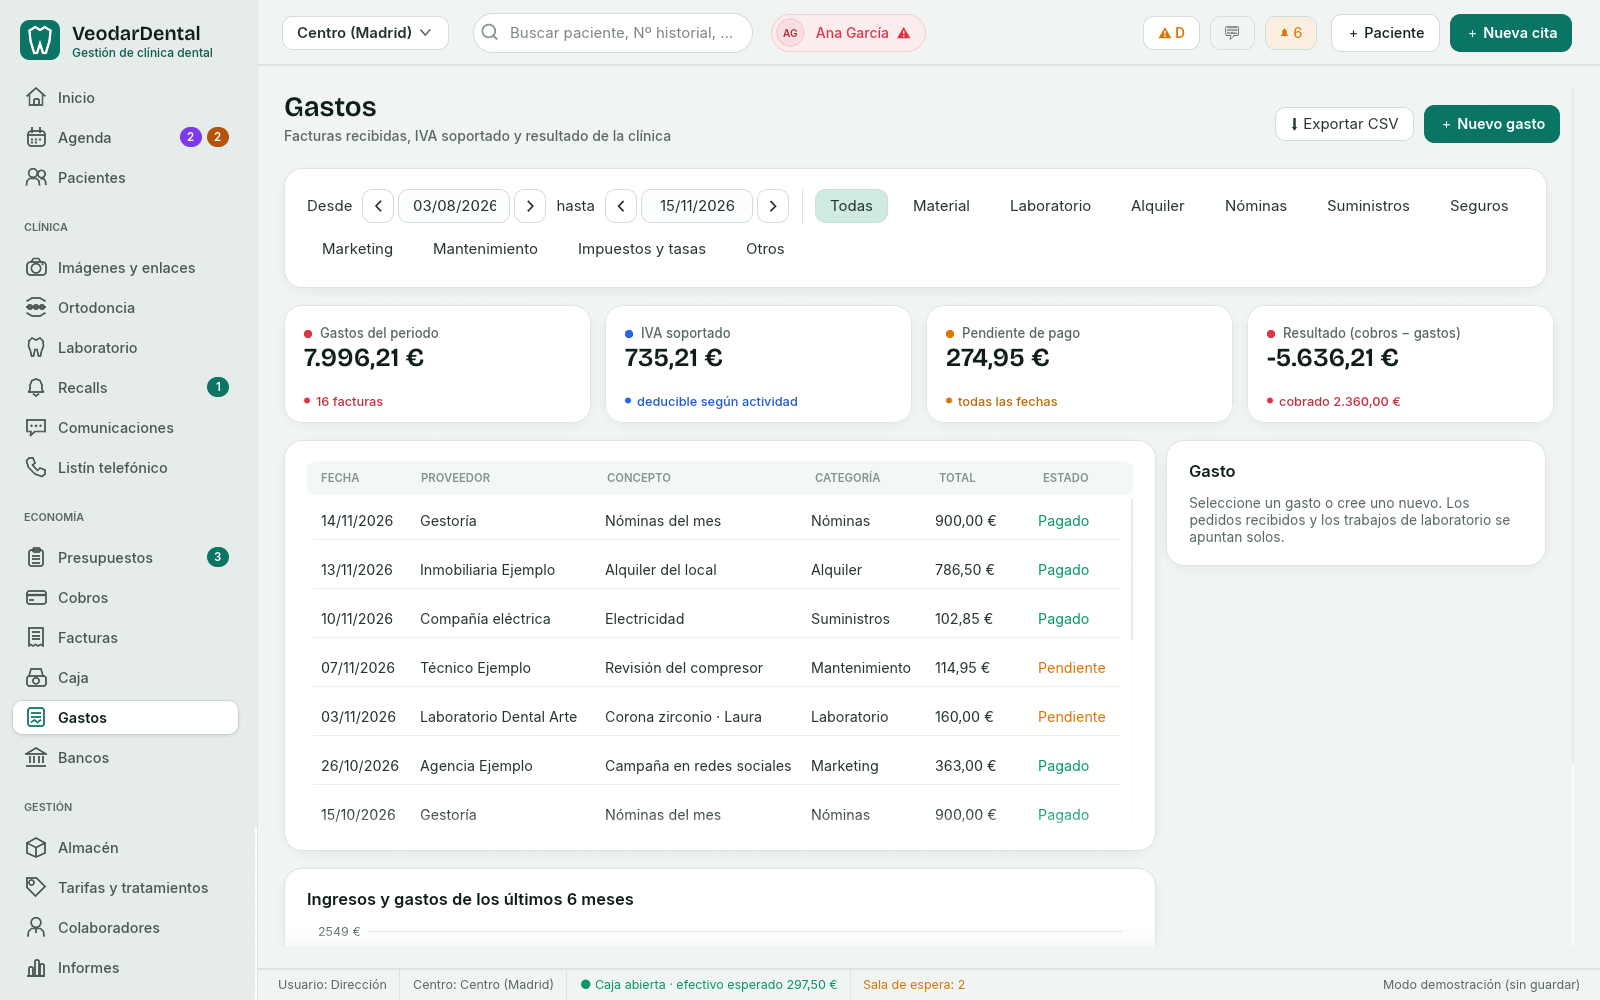 VeodarDental
Gestión de clínica dental
Centro (Madrid)
Buscar paciente, Nº historial, ...
AG Ana García
D
6
+ Paciente
+ Nueva cita
Inicio
Agenda 2 2
Pacientes
CLÍNICA
Imágenes y enlaces
Ortodoncia
Laboratorio
Recalls 1
Comunicaciones
Listín telefónico
ECONOMÍA
Presupuestos 3
Cobros
Facturas
Caja
Gastos
Bancos
GESTIÓN
Almacén
Tarifas y tratamientos
Colaboradores
Informes
Gastos
Facturas recibidas, IVA soportado y resultado de la clínica
Exportar CSV
+ Nuevo gasto
Desde 03/08/2026 hasta 15/11/2026 Todas Material Laboratorio Alquiler Nóminas Suministros Seguros
Marketing Mantenimiento Impuestos y tasas Otros
Gastos del periodo
7.996,21 €
16 facturas
IVA soportado
735,21 €
deducible según actividad
Pendiente de pago
274,95 €
todas las fechas
Resultado (cobros − gastos)
-5.636,21 €
cobrado 2.360,00 €
FECHA PROVEEDOR CONCEPTO CATEGORÍA TOTAL ESTADO
14/11/2026 Gestoría Nóminas del mes Nóminas 900,00 € Pagado
13/11/2026 Inmobiliaria Ejemplo Alquiler del local Alquiler 786,50 € Pagado
10/11/2026 Compañía eléctrica Electricidad Suministros 102,85 € Pagado
07/11/2026 Técnico Ejemplo Revisión del compresor Mantenimiento 114,95 € Pendiente
03/11/2026 Laboratorio Dental Arte Corona zirconio · Laura Laboratorio 160,00 € Pendiente
26/10/2026 Agencia Ejemplo Campaña en redes sociales Marketing 363,00 € Pagado
15/10/2026 Gestoría Nóminas del mes Nóminas 900,00 € Pagado
Gasto
Seleccione un gasto o cree uno nuevo. Los
pedidos recibidos y los trabajos de laboratorio se
apuntan solos.
Ingresos y gastos de los últimos 6 meses
2549 €
Usuario: Dirección
Centro: Centro (Madrid)
Caja abierta · efectivo esperado 297,50 €
Sala de espera: 2
Modo demostración (sin guardar)